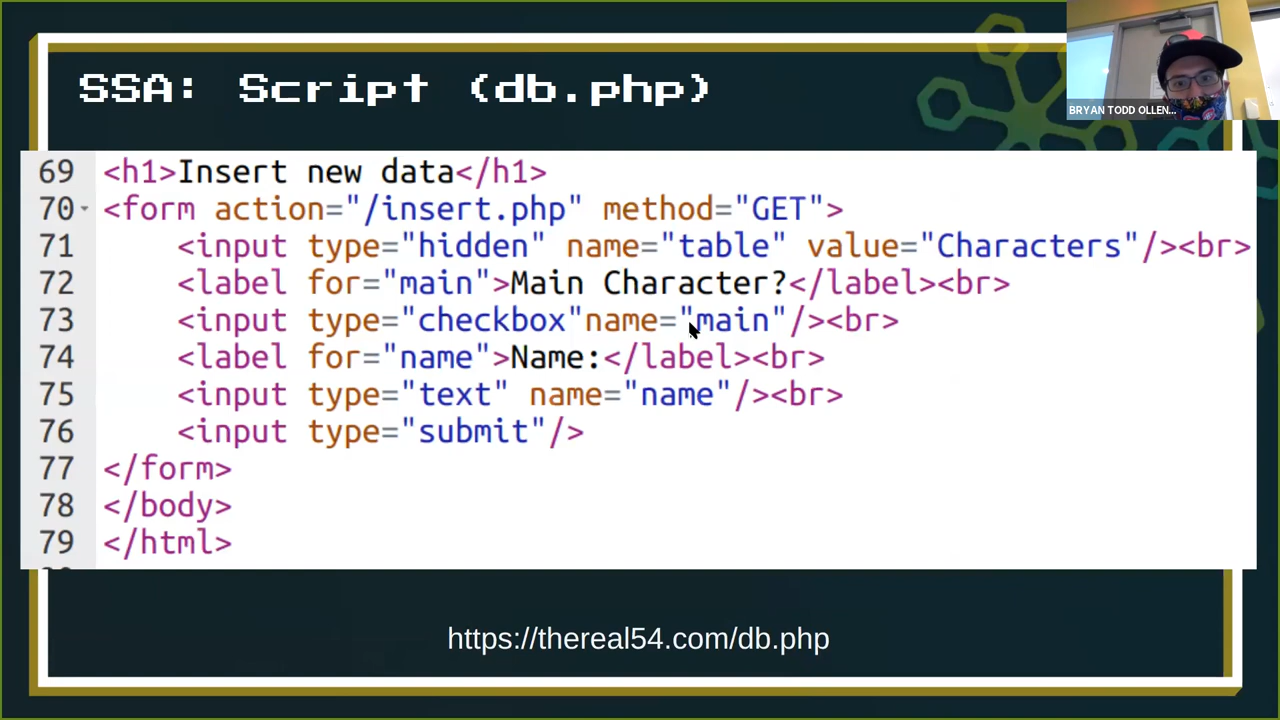 SSA: Script (db.php)
BRYAN TODD OLLEN...
69 <h1>Insert new data</h1>
70 <form action="/insert.php" method="GET">
71 <input type="hidden" name="table" value="Characters"/><br>
72 <label for="main">Main Character?</label><br>
73 <input type="checkbox"name="main"/><br>
74 <label for="name">Name:</label><br>
75 <input type="text" name="name"/><br>
76 <input type="submit"/>
77 </form>
78 </body>
79 </html>
https://thereal54.com/db.php